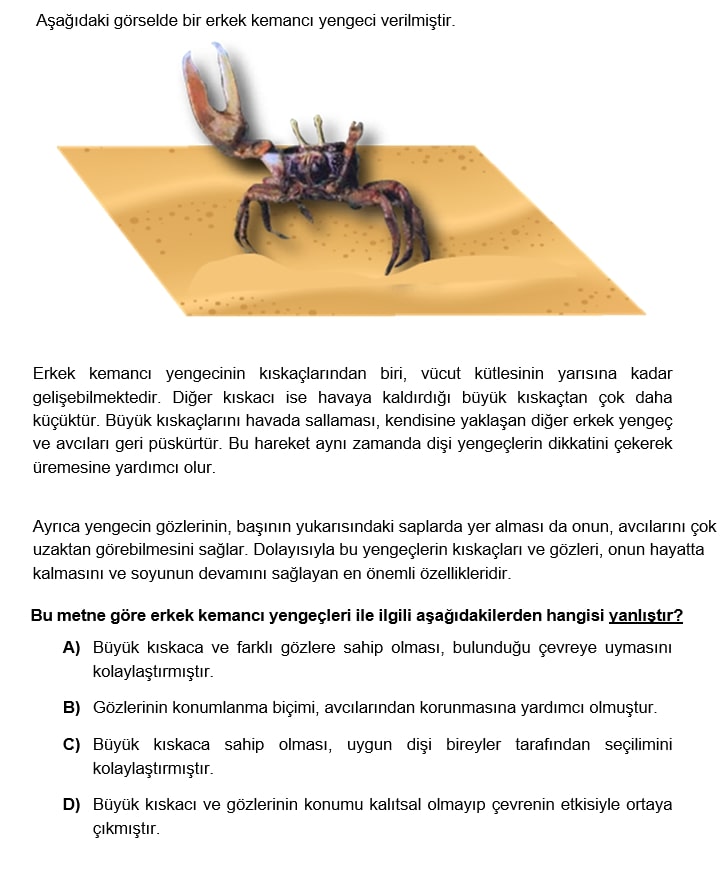 Aşağıdaki görselde bir erkek kemancı yengeci verilmiştir.
Erkek kemancı yengecinin kıskaçlarından biri, vücut kütlesinin yarısına kadar
gelişebilmektedir. Diğer kıskacı ise havaya kaldırdığı büyük kıskaçtan çok daha
küçüktür. Büyük kıskaçlarını havada sallaması, kendisine yaklaşan diğer erkek yengeç
ve avcıları geri püskürtür. Bu hareket aynı zamanda dişi yengeçlerin dikkatini çekerek
üremesine yardımcı olur.
Ayrıca yengecin gözlerinin, başının yukarısındaki saplarda yer alması da onun, avcılarını çok
uzaktan görebilmesini sağlar. Dolayısıyla bu yengeçlerin kıskaçları ve gözleri, onun hayatta
kalmasını ve soyunun devamını sağlayan en önemli özellikleridir.
Bu metne göre erkek kemancı yengeçleri ile ilgili aşağıdakilerden hangisi yanlıştır?
A) Büyük kıskaca ve farklı gözlere sahip olması, bulunduğu çevreye uymasını
kolaylaştırmıştır.
B) Gözlerinin konumlanma biçimi, avcılarından korunmasına yardımcı olmuştur.
C) Büyük kıskaca sahip olması, uygun dişi bireyler tarafından seçilimini
kolaylaştırmıştır.
D) Büyük kıskacı ve gözlerinin konumu kalıtsal olmayıp çevrenin etkisiyle ortaya
çıkmıştır.